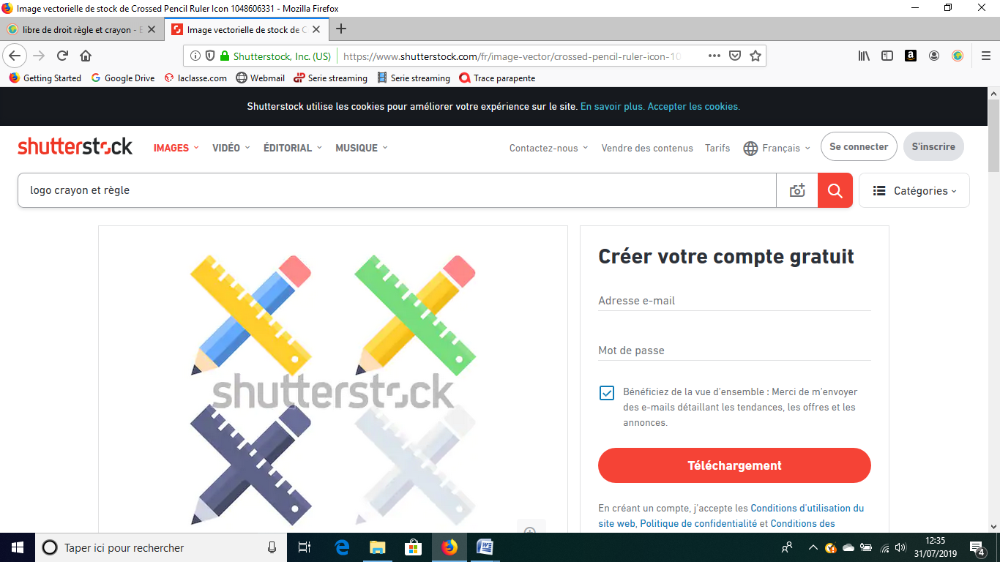 Image vectorielle de stock de Crossed Pencil Ruler Icon 1048606331 - Mozilla Firefox
libre de droit règle et crayon - E
Image vectorielle de stock de C
Shutterstock, Inc. (US)
https://www.shutterstock.com/fr/image-vector/crossed-pencil-ruler-icon-10
Getting Started
Google Drive
laclasse.com
Webmail
Serie streaming
Serie streaming
Trace parapente
Shutterstock utilise les cookies pour améliorer votre expérience sur le site. En savoir plus. Accepter les cookies.
shutterstock
IMAGES
VIDÉO
ÉDITORIAL
MUSIQUE
Contactez-nous
Vendre des contenus
Tarifs
Français
Se connecter
S'inscrire
logo crayon et règle
Catégories
shutterstock
Créer votre compte gratuit
Adresse e-mail
Mot de passe
Bénéficiez de la vue d'ensemble : Merci de m'envoyer
des e-mails détaillant les tendances, les offres et les
annonces.
Téléchargement
En créant un compte, j'accepte les Conditions d'utilisation du
site web, Politique de confidentialité et Conditions des
Taper ici pour rechercher
12:35
31/07/2019
4